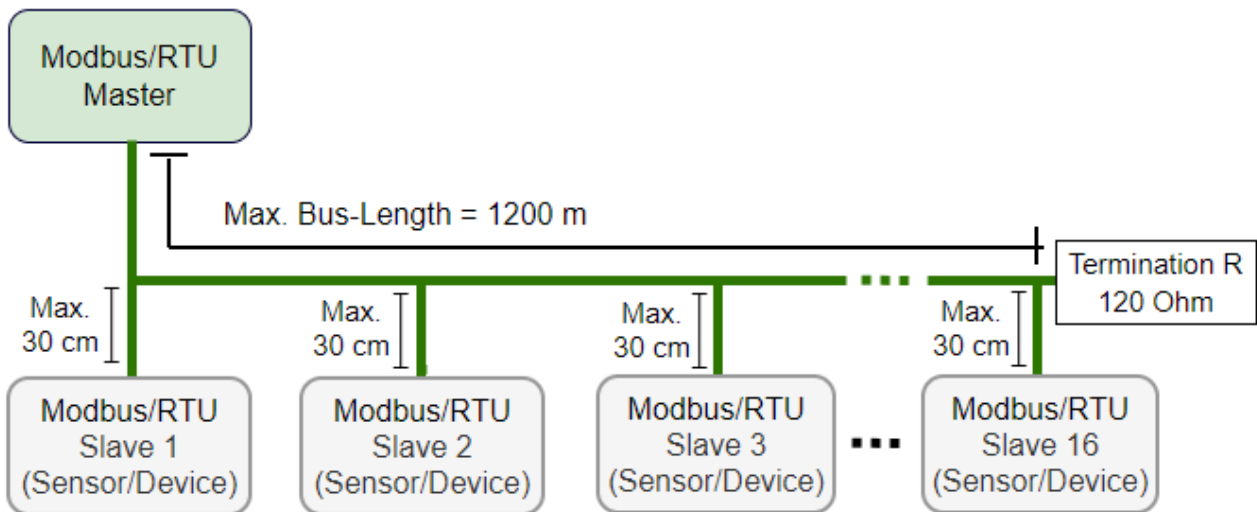 Modbus/RTU
Master
Max. Bus-Length = 1200 m
Termination R
120 Ohm
Max.
30 cm
Max.
30 cm
Max.
30 cm
Max.
30 cm
Modbus/RTU
Slave 1
(Sensor/Device)
Modbus/RTU
Slave 2
(Sensor/Device)
Modbus/RTU
Slave 3
(Sensor/Device)
Modbus/RTU
Slave 16
(Sensor/Device)